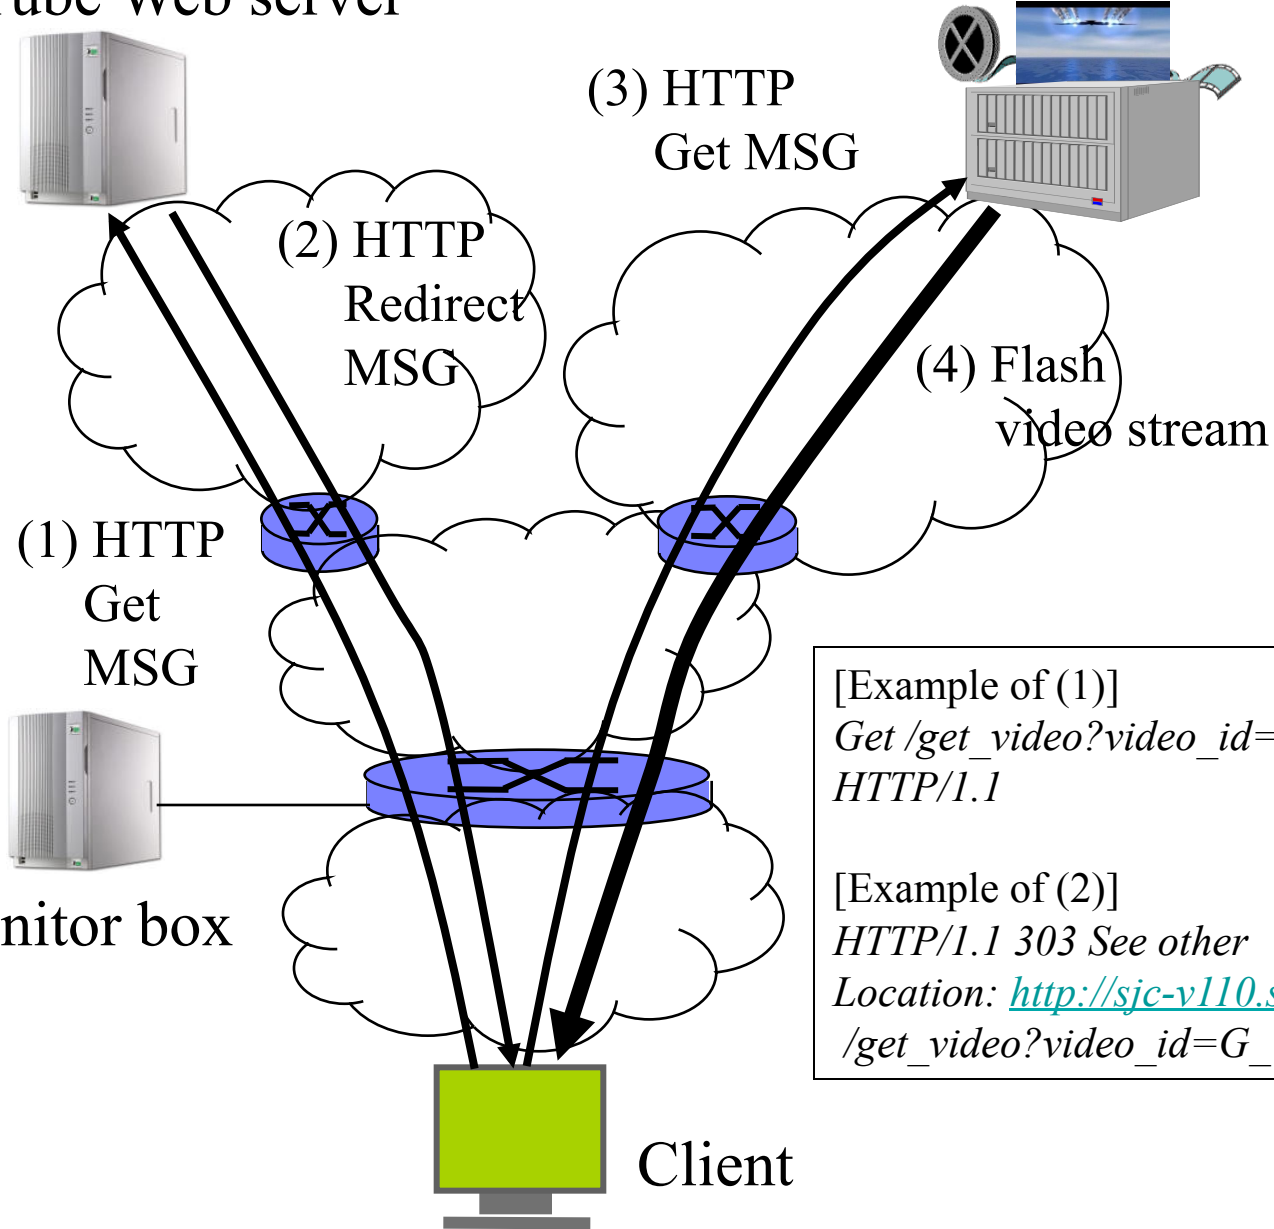 Web server
(3) HTTP
Get MSG
(2) HTTP
Redirect
MSG
(4) Flash
video stream
(1) HTTP
Get
MSG
box
Client
[Example of (1)]
Get /get_video?video_id=
HTTP/1.1
[Example of (2)]
HTTP/1.1 303 See other
Location: http://sjc-v110.s
/get_video?video_id=G_